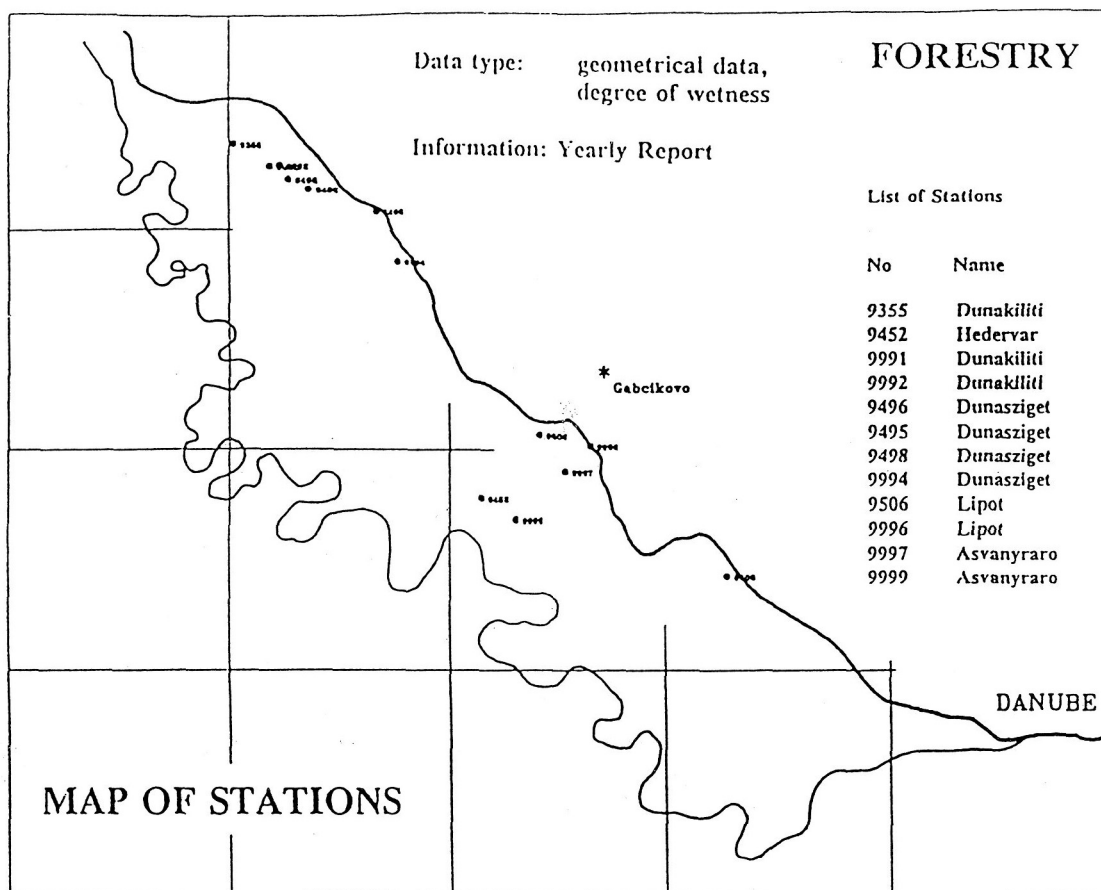 FORESTRY
Data type: geometrical data,
degree of wetness
Information: Yearly Report
List of Stations
No Name
9355 Dunakiliti
9452 Hedervar
9991 Dunakiliti
9992 Dunakiliti
9496 Dunasziget
9495 Dunasziget
9498 Dunasziget
9994 Dunasziget
9506 Lipot
9996 Lipot
9997 Asvanyraro
9999 Asvanyraro
Gabcikovo
9996
9997
DANUBE
MAP OF STATIONS